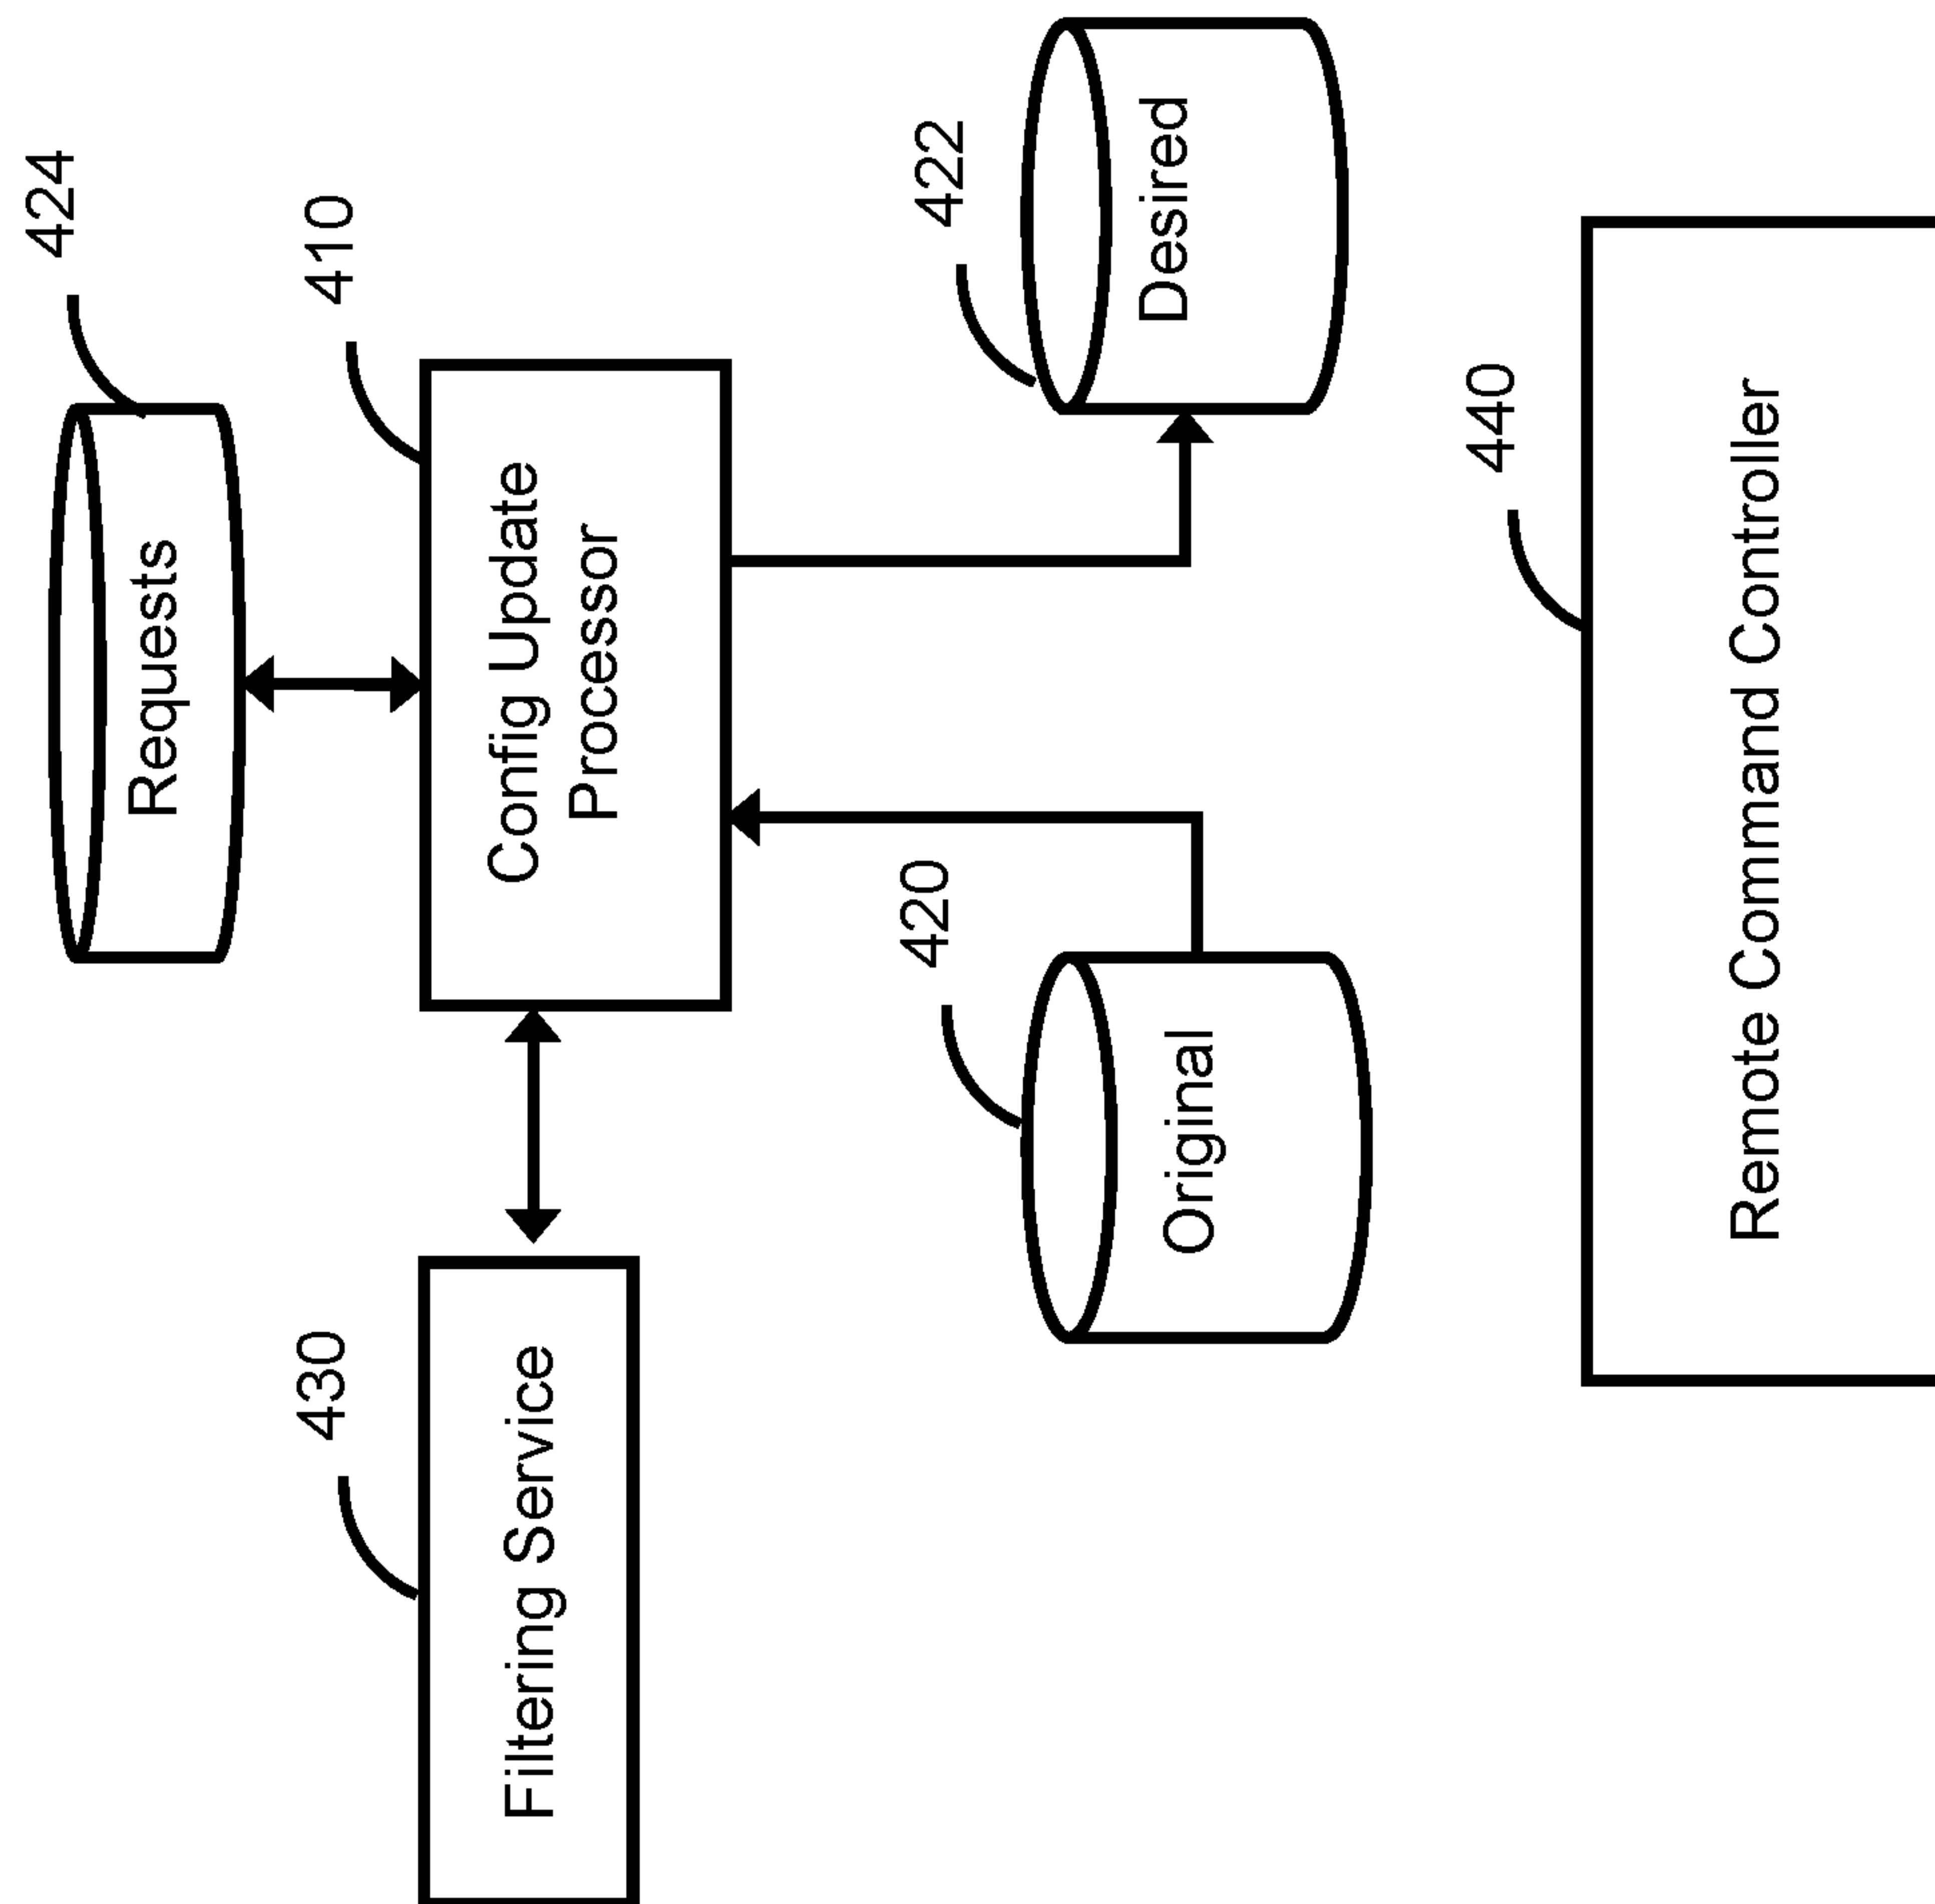 424
Requests
410
Config Update
Processor
430
Filtering Service
422
Desired
420
Original
440
Remote Command Controller